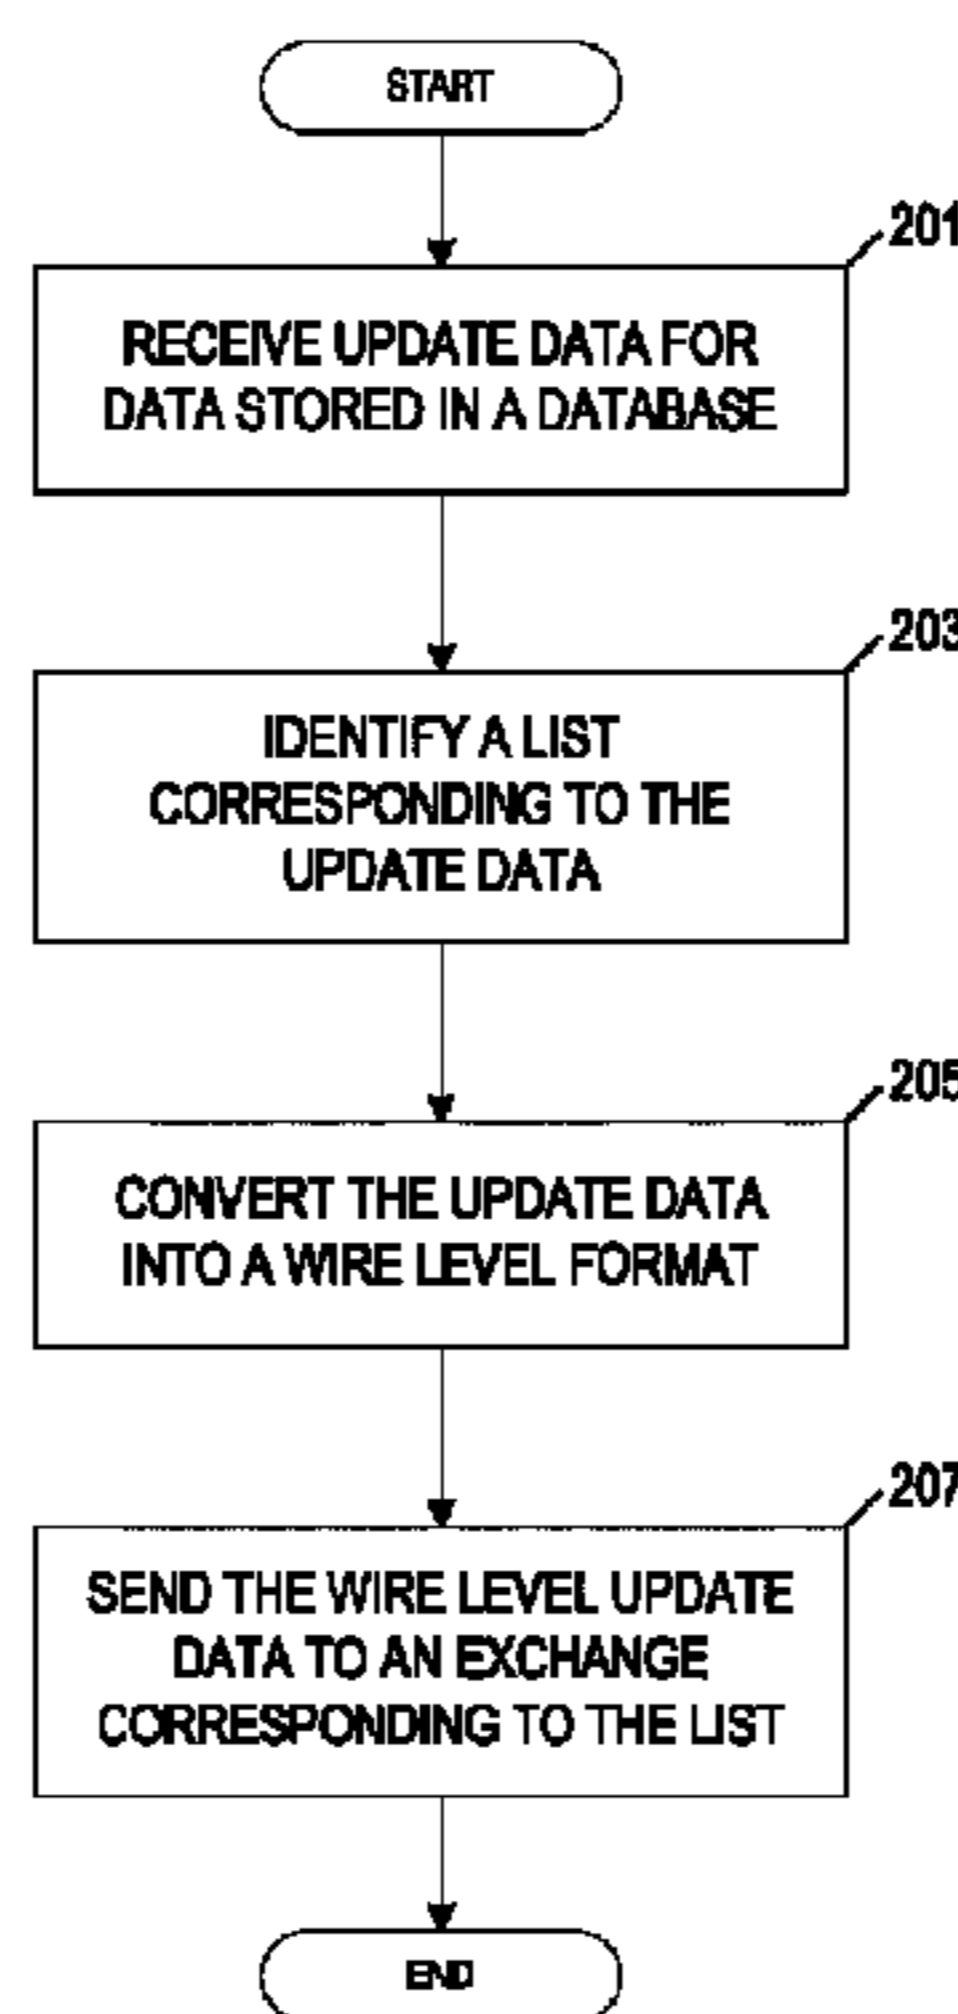 START
201
RECEIVE UPDATE DATA FOR
DATA STORED IN A DATABASE
203
IDENTIFY A LIST
CORRESPONDING TO THE
UPDATE DATA
205
CONVERT THE UPDATE DATA
INTO A WIRE LEVEL FORMAT
207
SEND THE WIRE LEVEL UPDATE
DATA TO AN EXCHANGE
CORRESPONDING TO THE LIST
END